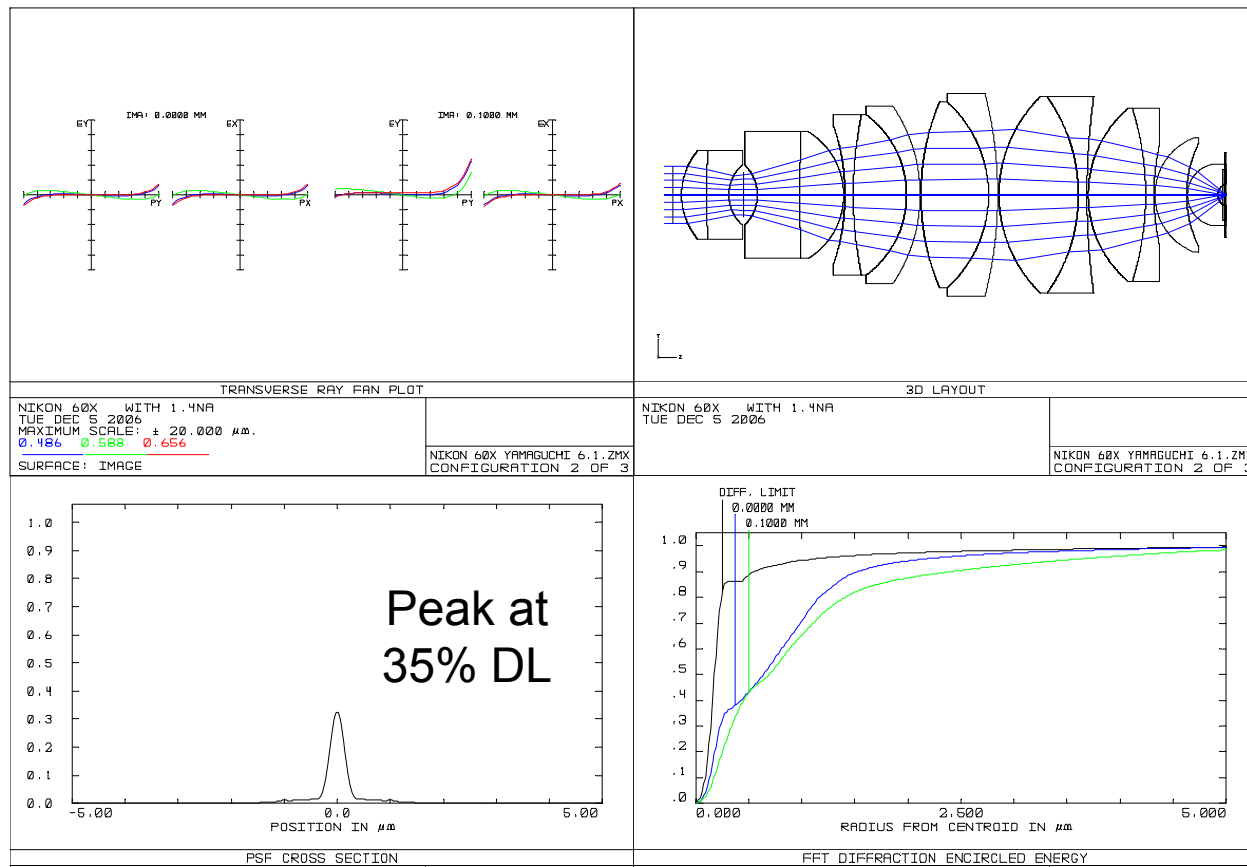 IMA: 0.0000 MM
IMA: 0.1000 MM
EY
EX
EY
EX
PY
PX
PY
PX
TRANSVERSE RAY FAN PLOT
NIKON 60X WITH 1.4NA
TUE DEC 5 2006
MAXIMUM SCALE: ± 20.000 µm.
0.486 0.588 0.656
SURFACE: IMAGE
NIKON 60X YAMAGUCHI 6.1.ZMX
CONFIGURATION 2 OF 3
Y
Z
3D LAYOUT
NIKON 60X WITH 1.4NA
TUE DEC 5 2006
NIKON 60X YAMAGUCHI 6.1.ZMX
CONFIGURATION 2 OF 3
1.0
0.9
0.8
0.7
0.6
0.5
0.4
0.3
0.2
0.1
0.0
Peak at
35% DL
-5.00 0.0 5.00
POSITION IN µm
PSF CROSS SECTION
DIFF. LIMIT
0.0000 MM
0.1000 MM
1.0
.9
.8
.7
.6
.5
.4
.3
.2
.1
.0
0.000 2.500 5.000
RADIUS FROM CENTROID IN µm
FFT DIFFRACTION ENCIRCLED ENERGY